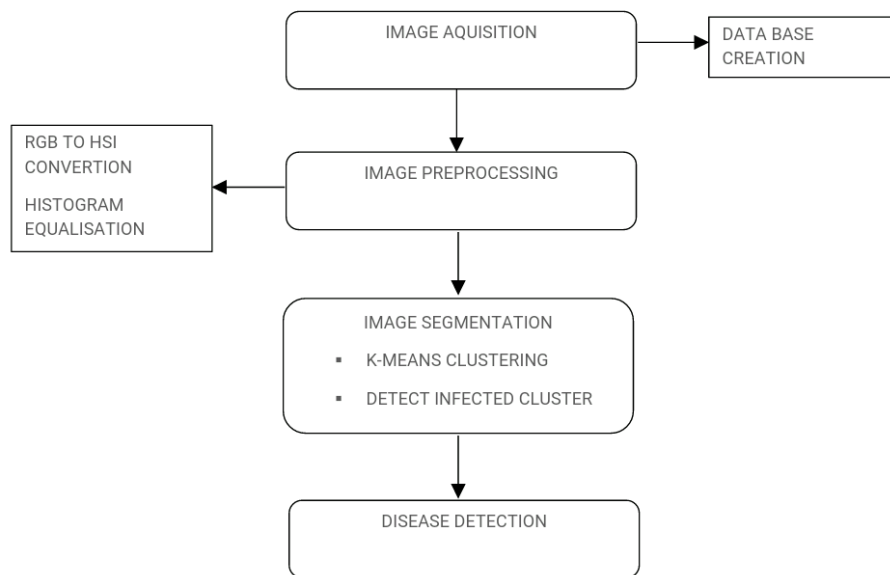 IMAGE AQUISITION
DATA BASE
CREATION
RGB TO HSI
CONVERTION
HISTOGRAM
EQUALISATION
IMAGE PREPROCESSING
IMAGE SEGMENTATION
▪ K-MEANS CLUSTERING
▪ DETECT INFECTED CLUSTER
DISEASE DETECTION